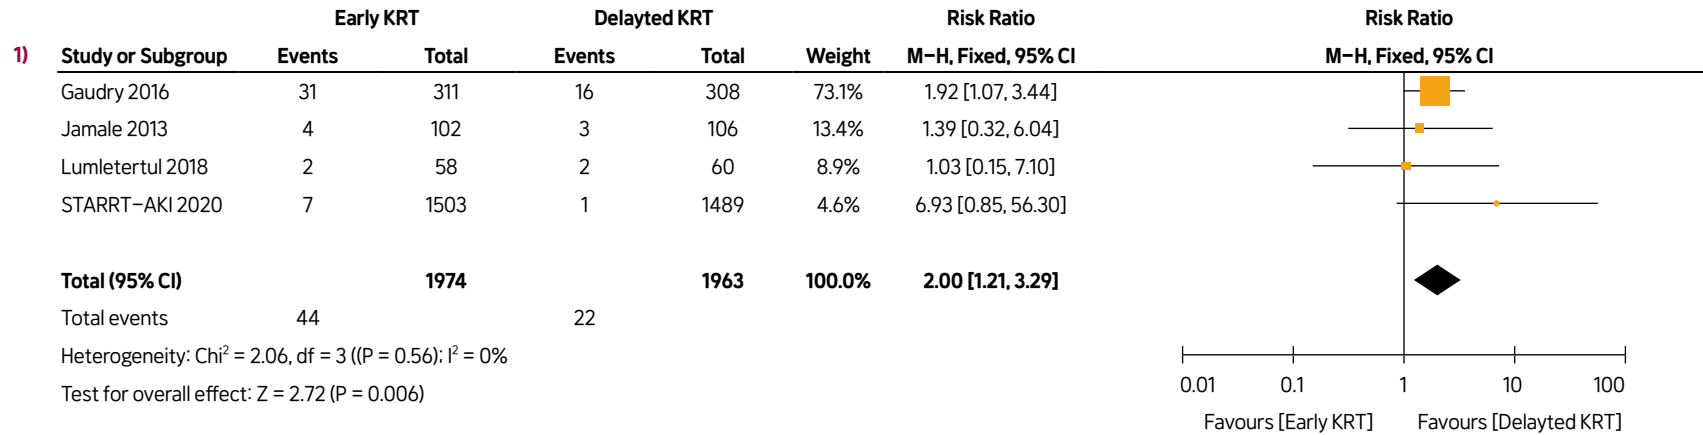 Early KRT Delayted KRT Risk Ratio Risk Ratio
1) Study or Subgroup Events Total Events Total Weight M-H, Fixed, 95% CI M-H, Fixed, 95% CI
Gaudry 2016 31 311 16 308 73.1% 1.92 [1.07, 3.44]
Jamale 2013 4 102 3 106 13.4% 1.39 [0.32, 6.04]
Lumletertul 2018 2 58 2 60 8.9% 1.03 [0.15, 7.10]
STARRT-AKI 2020 7 1503 1 1489 4.6% 6.93 [0.85, 56.30]
Total (95% CI) 1974 1963 100.0% 2.00 [1.21, 3.29]
Total events 44 22
Heterogeneity: Chi² = 2.06, df = 3 ((P = 0.56); I² = 0%
Test for overall effect: Z = 2.72 (P = 0.006)
0.01 0.1 1 10 100
Favours [Early KRT] Favours [Delayted KRT]